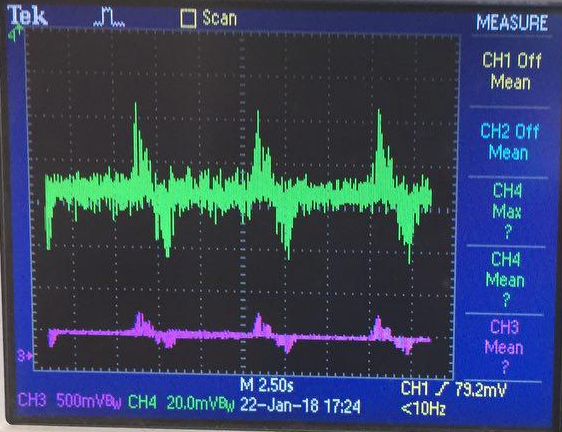 Tek Scan MEASURE
CH1 Off
Mean
CH2 Off
Mean
CH4
Max
?
CH4
Mean
?
CH3
Mean
?
3
M 2.50s CH1 79.2mV
CH3 500mVBW CH4 20.0mVBW 22-Jan-18 17:24 <10Hz